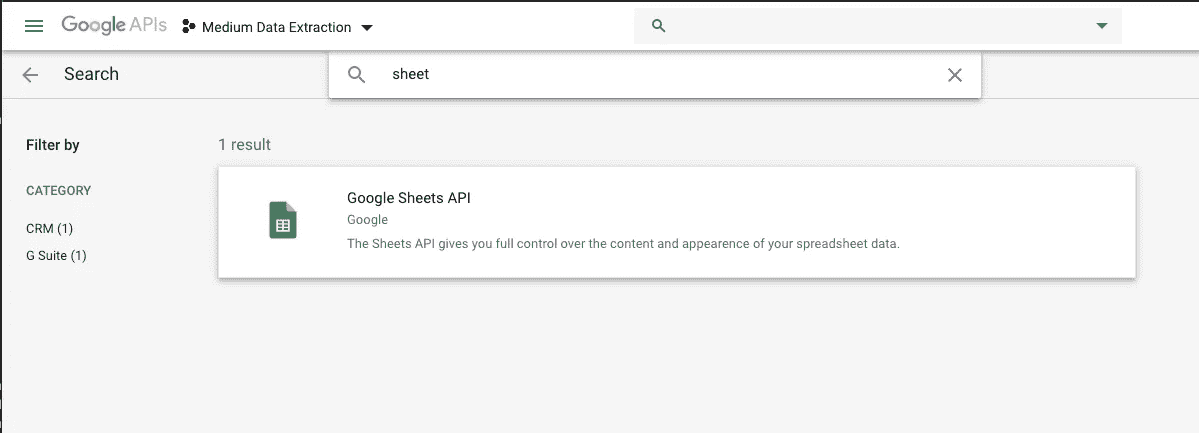 Google APIs Medium Data Extraction
Search sheet
Filter by
1 result
CATEGORY
CRM (1)
G Suite (1)
Google Sheets API
Google
The Sheets API gives you full control over the content and appearence of your spreadsheet data.